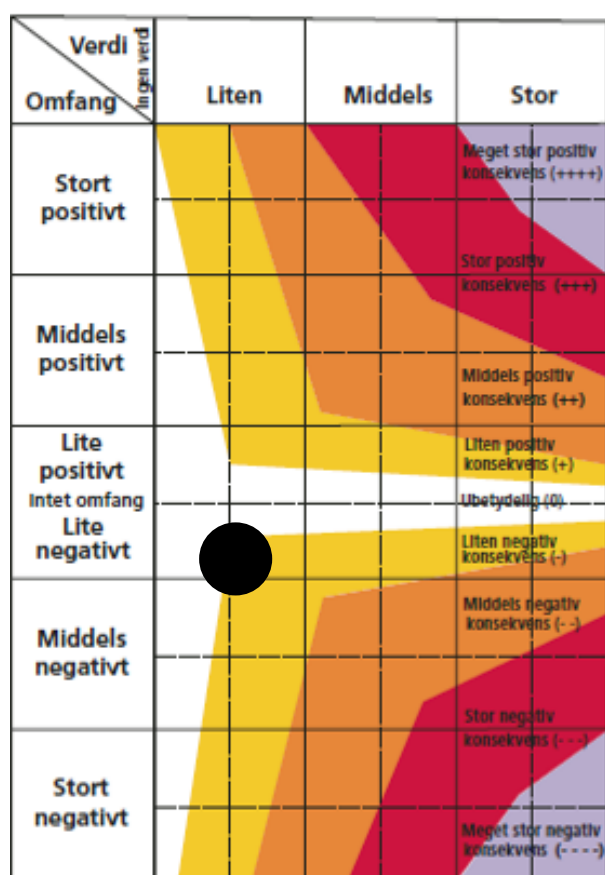 Verdi
Ingen verdi
Omfang
Liten
Middels
Stor
Stort
positivt
Meget stor positiv
konsekvens (++++)
Stor positiv
konsekvens (+++)
Middels
positivt
Middels positiv
konsekvens (++)
Lite
positivt
Liten positiv
konsekvens (+)
Intet omfang
Ubetydelig (0)
Lite
negativt
Liten negativ
konsekvens (-)
Middels
negativt
Middels negativ
konsekvens (- -)
Stor negativ
konsekvens (- - -)
Stort
negativt
Meget stor negativ
konsekvens (- - - -)